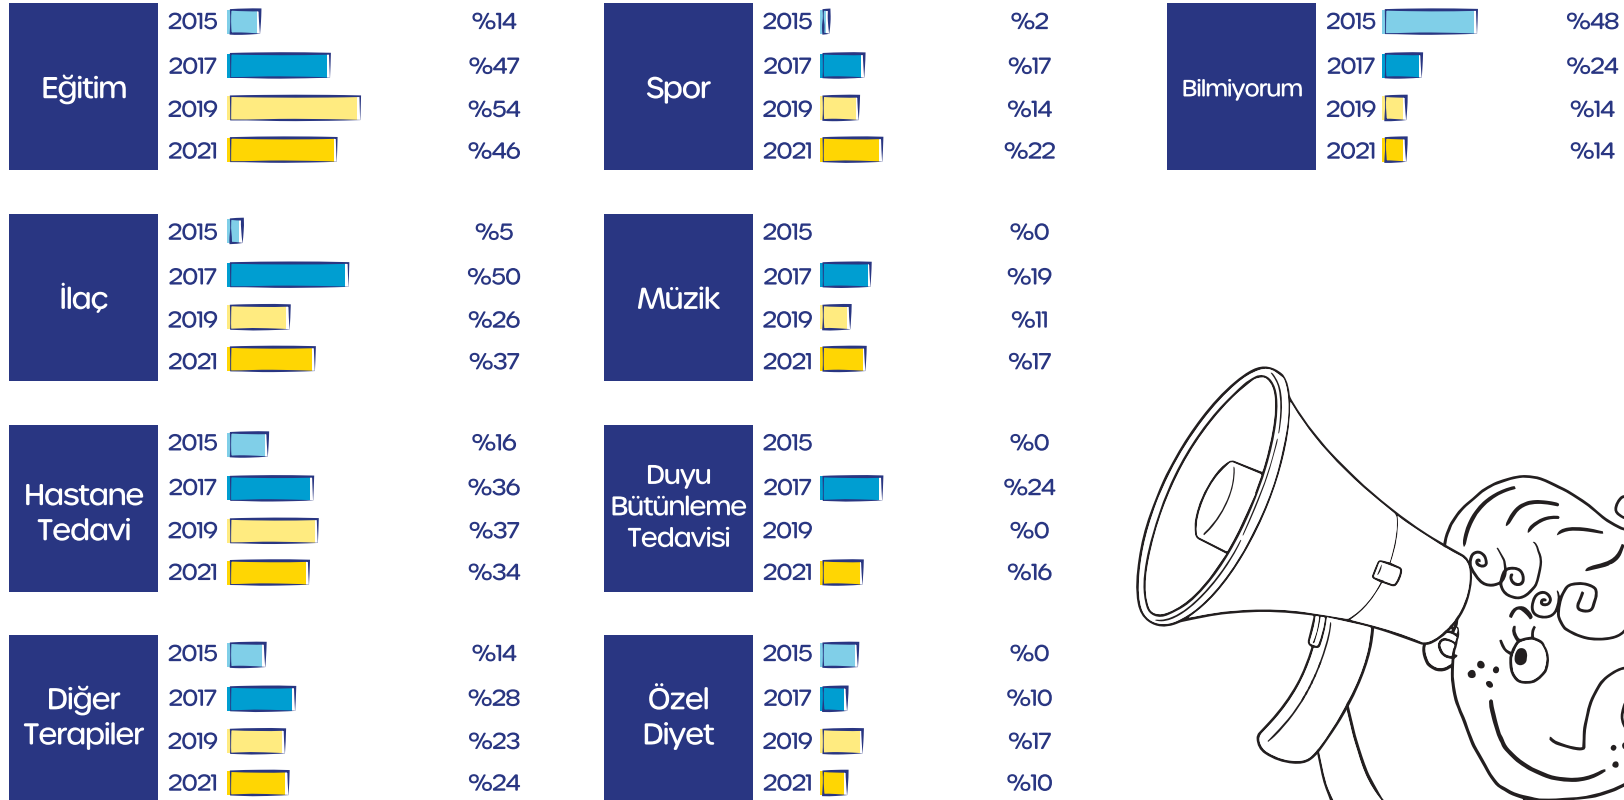 Eğitim
2015 %14
2017 %47
2019 %54
2021 %46
İlaç
2015 %5
2017 %50
2019 %26
2021 %37
Hastane
Tedavi
2015 %16
2017 %36
2019 %37
2021 %34
Diğer
Terapiler
2015 %14
2017 %28
2019 %23
2021 %24
Spor
2015 %2
2017 %17
2019 %14
2021 %22
Müzik
2015 %0
2017 %19
2019 %11
2021 %17
Duyu
Bütünleme
Tedavisi
2015 %0
2017 %24
2019 %0
2021 %16
Özel
Diyet
2015 %0
2017 %10
2019 %17
2021 %10
Bilmiyorum
2015 %48
2017 %24
2019 %14
2021 %14